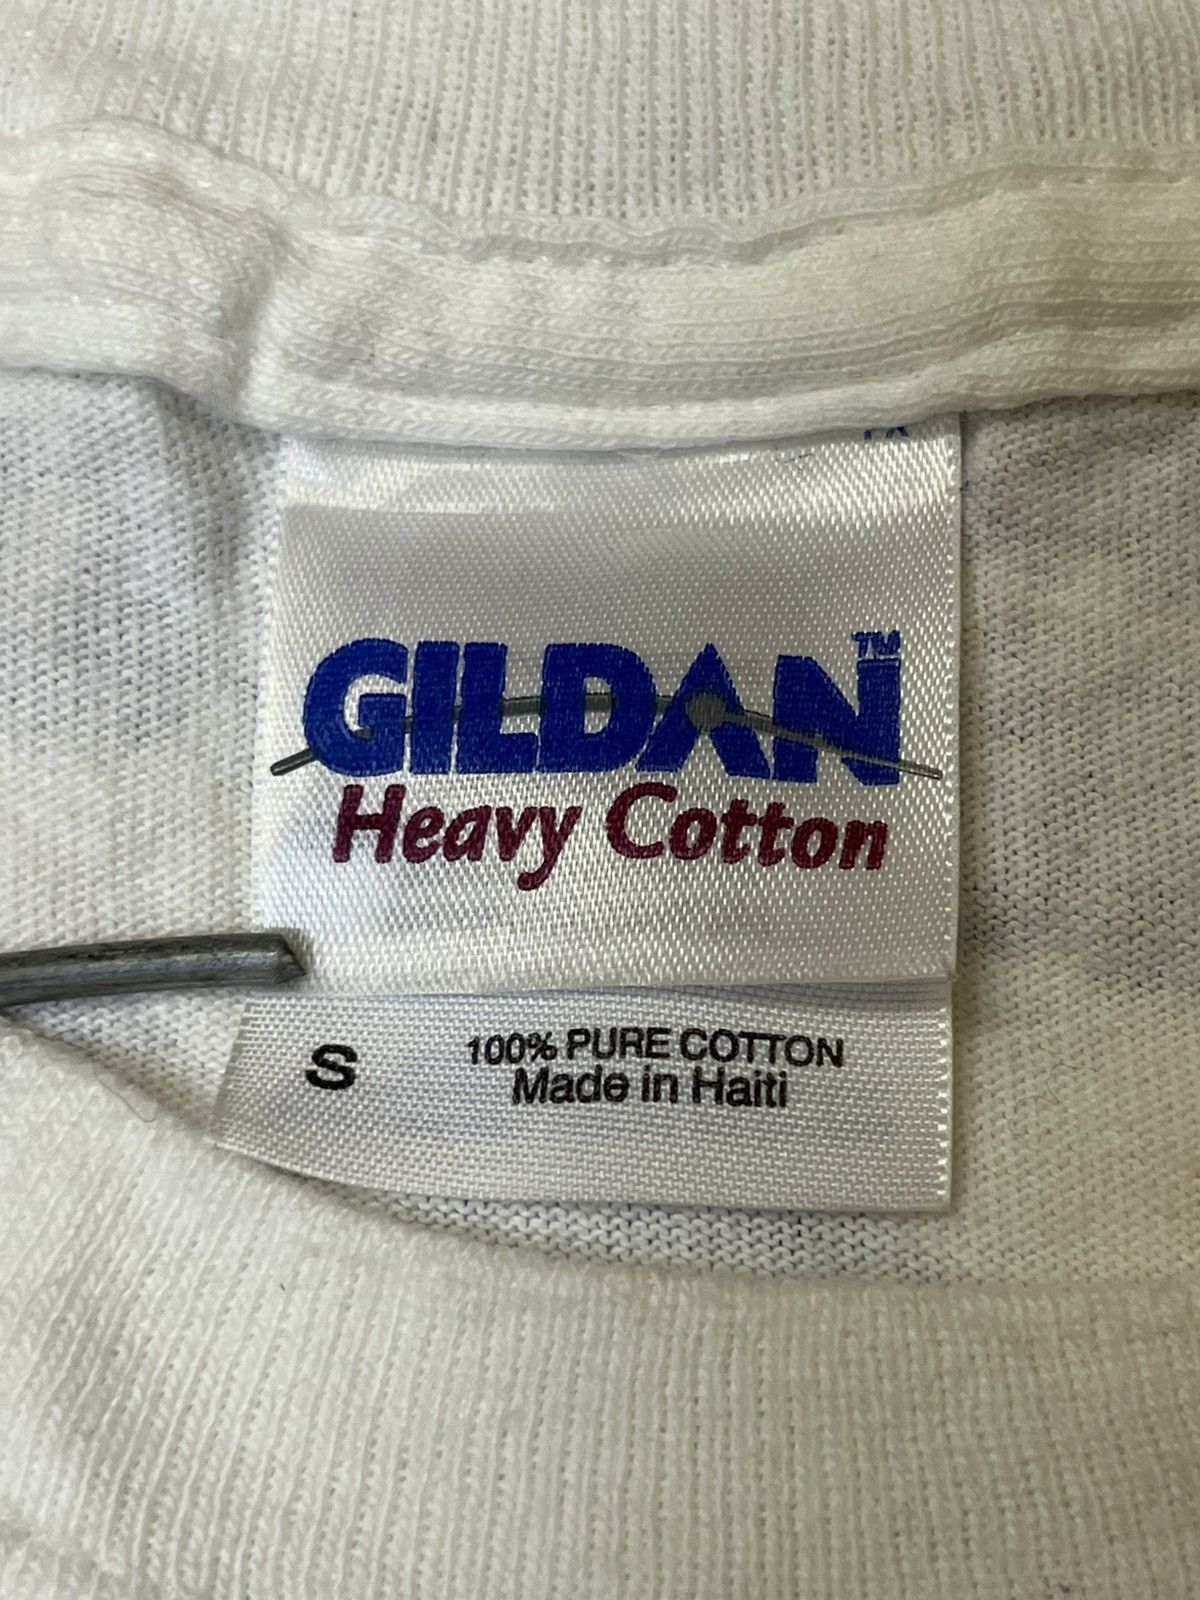 GILDAN™
Heavy Cotton
S 100% PURE COTTON
Made in Haiti